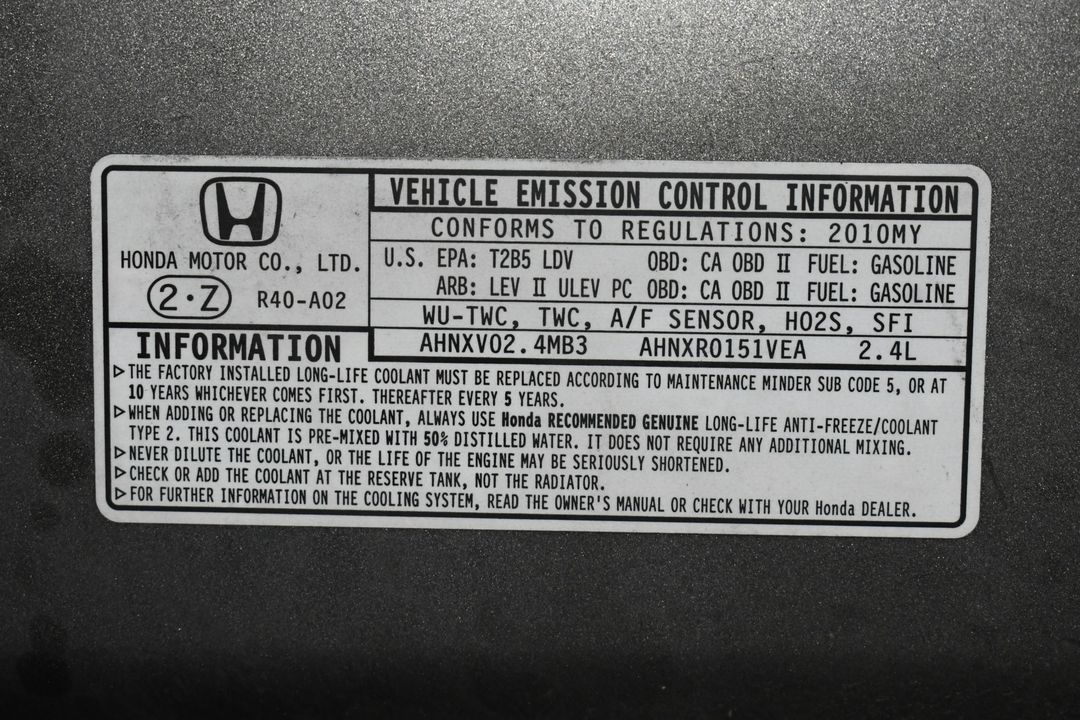 HONDA MOTOR CO., LTD.
2·Z R40-A02
VEHICLE EMISSION CONTROL INFORMATION
CONFORMS TO REGULATIONS: 2010MY
U.S. EPA: T2B5 LDV OBD: CA OBD II FUEL: GASOLINE
ARB: LEV II ULEV PC OBD: CA OBD II FUEL: GASOLINE
WU-TWC, TWC, A/F SENSOR, HO2S, SFI
AHNXV02.4MB3 AHNXR0151VEA 2.4L
INFORMATION
▷THE FACTORY INSTALLED LONG-LIFE COOLANT MUST BE REPLACED ACCORDING TO MAINTENANCE MINDER SUB CODE 5, OR AT
10 YEARS WHICHEVER COMES FIRST. THEREAFTER EVERY 5 YEARS.
▷WHEN ADDING OR REPLACING THE COOLANT, ALWAYS USE Honda RECOMMENDED GENUINE LONG-LIFE ANTI-FREEZE/COOLANT
TYPE 2. THIS COOLANT IS PRE-MIXED WITH 50% DISTILLED WATER. IT DOES NOT REQUIRE ANY ADDITIONAL MIXING.
▷NEVER DILUTE THE COOLANT, OR THE LIFE OF THE ENGINE MAY BE SERIOUSLY SHORTENED.
▷CHECK OR ADD THE COOLANT AT THE RESERVE TANK, NOT THE RADIATOR.
▷FOR FURTHER INFORMATION ON THE COOLING SYSTEM, READ THE OWNER'S MANUAL OR CHECK WITH YOUR Honda DEALER.